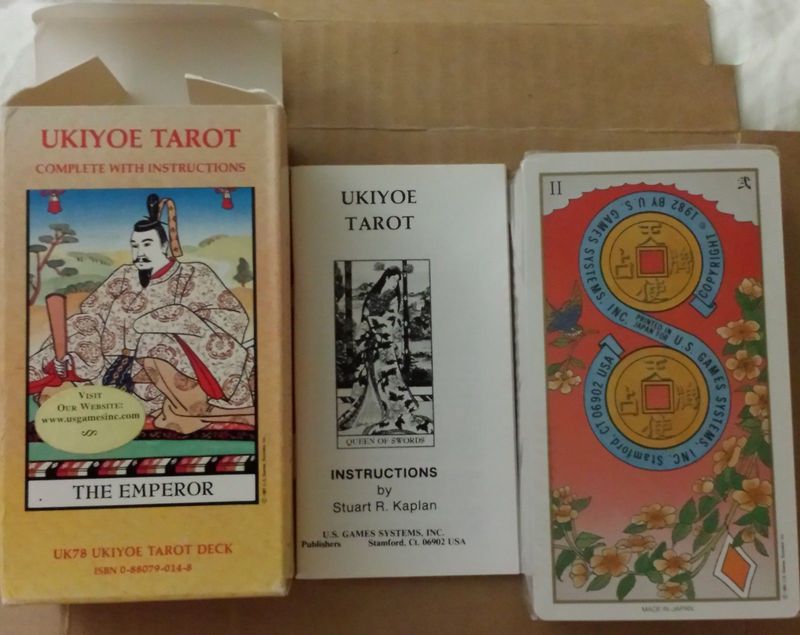 UKIYOE TAROT
COMPLETE WITH INSTRUCTIONS
VISIT
OUR WEBSITE:
www.usgamesinc.com
THE EMPEROR
UK78 UKIYOE TAROT DECK
ISBN 0-88079-014-8
UKIYOE
TAROT
QUEEN OF SWORDS
INSTRUCTIONS
by
Stuart R. Kaplan
U.S. GAMES SYSTEMS, INC.
Publishers Stamford, Ct. 06902 USA
II
弐
COPYRIGHT © 1982 BY U.S. GAMES SYSTEMS, INC.
PRINTED IN
JAPAN FOR U.S. GAMES SYSTEMS, INC. Stamford, CT 06902 USA
MADE IN JAPAN